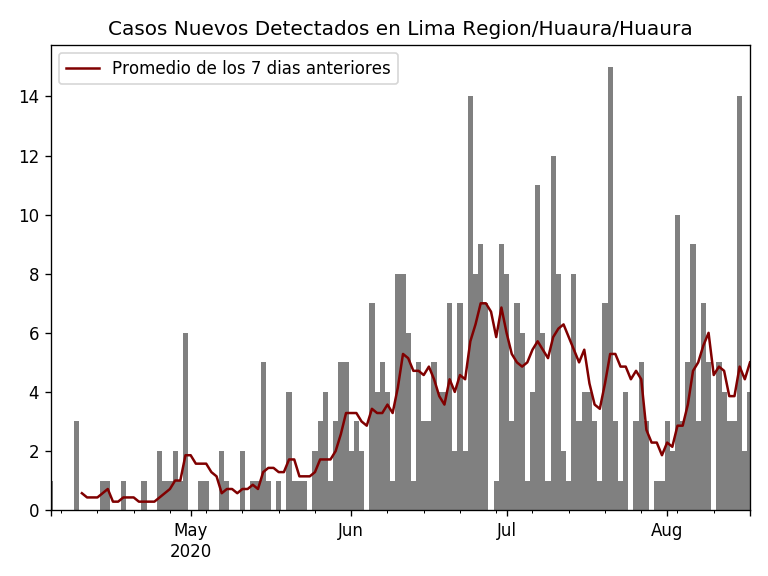 Casos Nuevos Detectados en Lima Region/Huaura/Huaura
Promedio de los 7 dias anteriores
14
12
10
8
6
4
2
0
May
2020
Jun
Jul
Aug